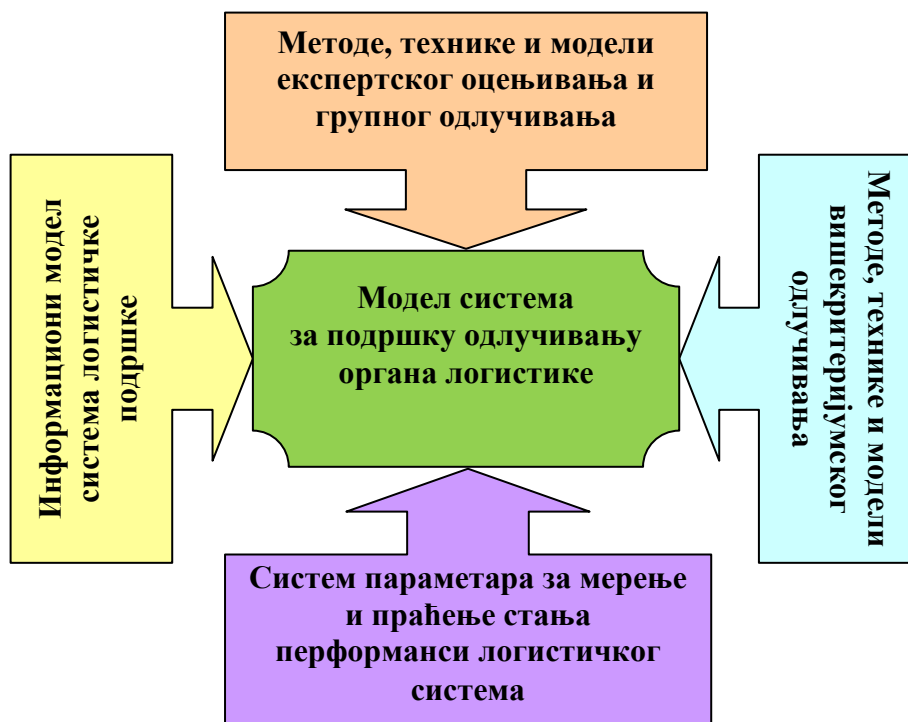 Методе, технике и модели
експертског оцењивања и
групног одлучивања
Информациони модел
система логистичке
подршке
Модел система
за подршку одлучивању
органа логистике
Методе, технике и модели
вишекритеријумског
одлучивања
Систем параметара за мерење
и праћење стања
перформанси логистичког
система